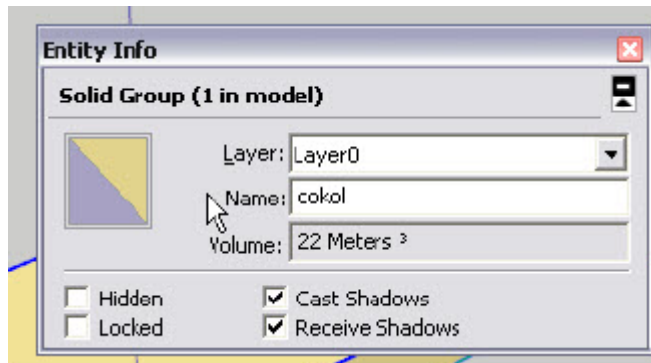 Entity Info
Solid Group (1 in model)
Layer: Layer0
Name: cokol
Volume: 22 Meters ³
Hidden Cast Shadows
Locked Receive Shadows